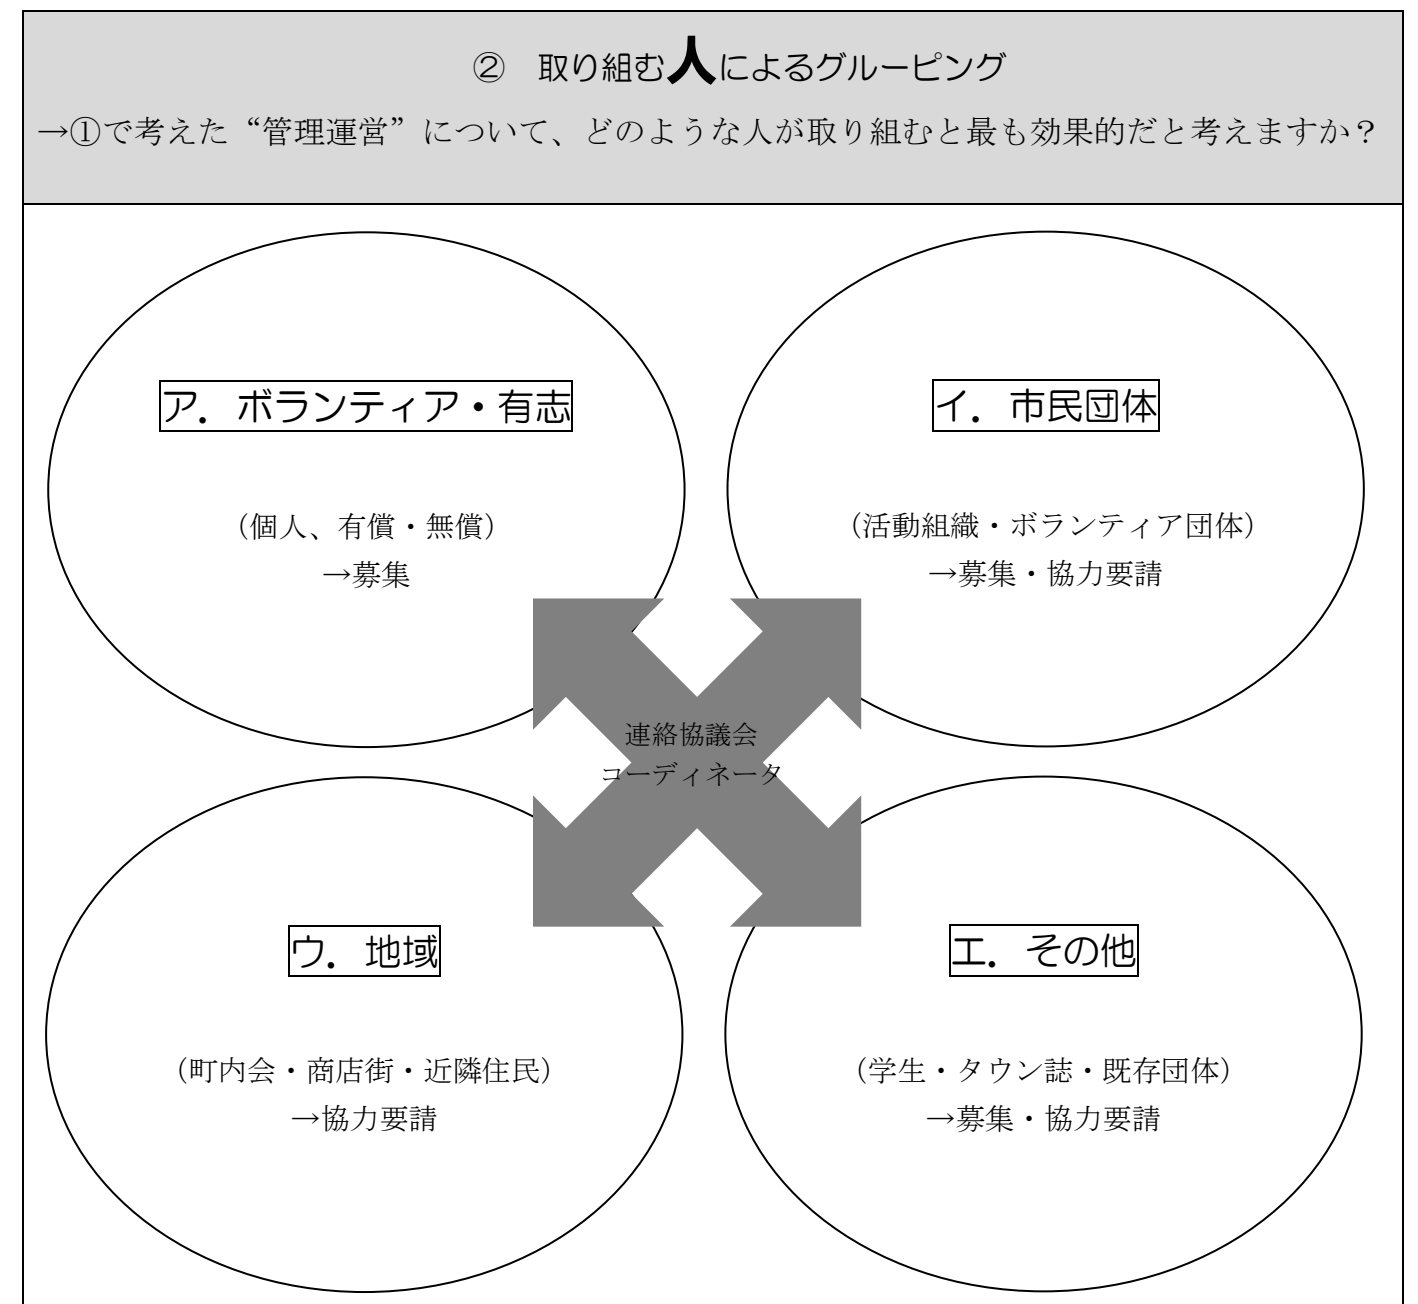 ② 取り組む人によるグルーピング
→①で考えた“管理運営”について、どのような人が取り組むと最も効果的だと考えますか？
ア．ボランティア・有志
（個人、有償・無償）
→募集
イ．市民団体
（活動組織・ボランティア団体）
→募集・協力要請
連絡協議会
コーディネータ
ウ．地域
（町内会・商店街・近隣住民）
→協力要請
エ．その他
（学生・タウン誌・既存団体）
→募集・協力要請